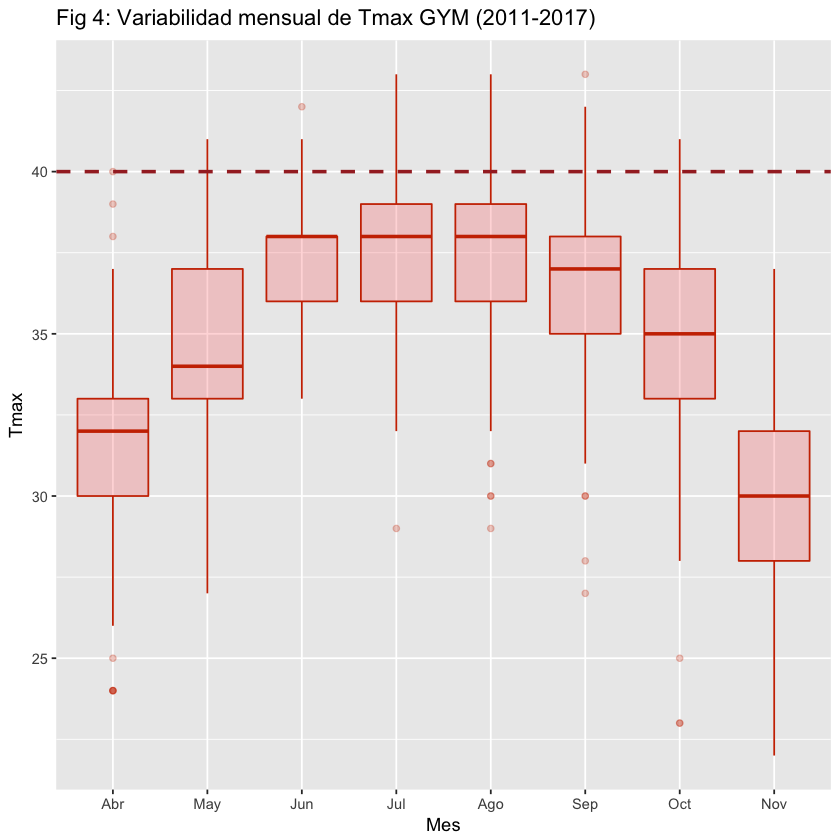 Fig 4: Variabilidad mensual de Tmax GYM (2011-2017)
Tmax
40
35
30
25
Abr May Jun Jul Ago Sep Oct Nov
Mes